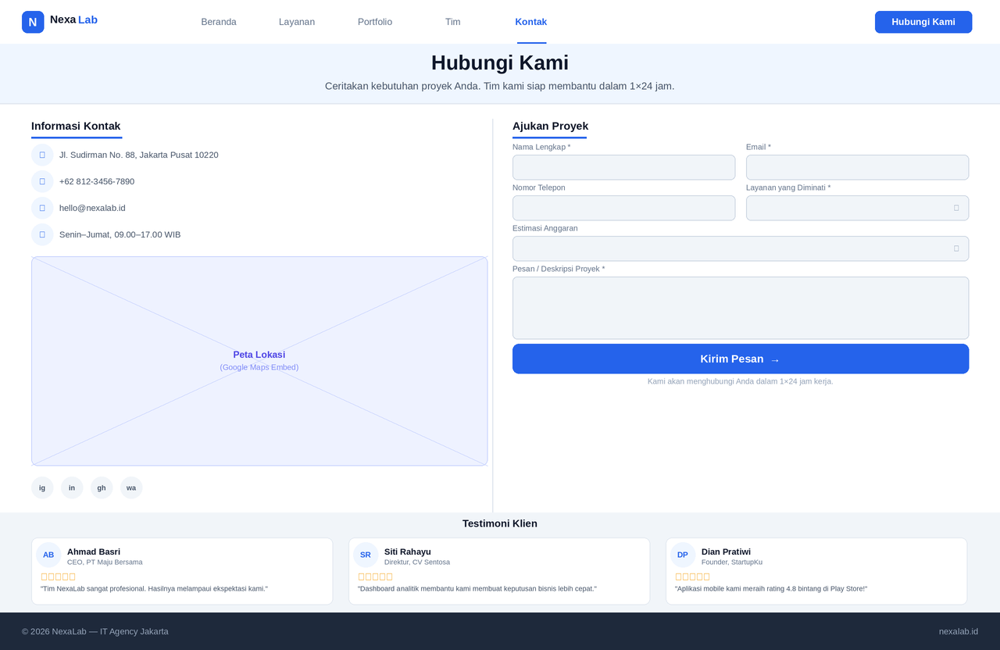 N Nexa Lab
Beranda Layanan Portfolio Tim Kontak
Hubungi Kami
Hubungi Kami
Ceritakan kebutuhan proyek Anda. Tim kami siap membantu dalam 1×24 jam.
Informasi Kontak
Jl. Sudirman No. 88, Jakarta Pusat 10220
+62 812-3456-7890
hello@nexalab.id
Senin–Jumat, 09.00–17.00 WIB
Peta Lokasi
(Google Maps Embed)
ig in gh wa
Ajukan Proyek
Nama Lengkap * Email *
Nomor Telepon Layanan yang Diminati *
Estimasi Anggaran
Pesan / Deskripsi Proyek *
Kirim Pesan →
Kami akan menghubungi Anda dalam 1×24 jam kerja.
Testimoni Klien
AB
Ahmad Basri
CEO, PT Maju Bersama
"Tim NexaLab sangat profesional. Hasilnya melampaui ekspektasi kami."
SR
Siti Rahayu
Direktur, CV Sentosa
"Dashboard analitik membantu kami membuat keputusan bisnis lebih cepat."
DP
Dian Pratiwi
Founder, StartupKu
"Aplikasi mobile kami meraih rating 4.8 bintang di Play Store!"
© 2026 NexaLab — IT Agency Jakarta
nexalab.id